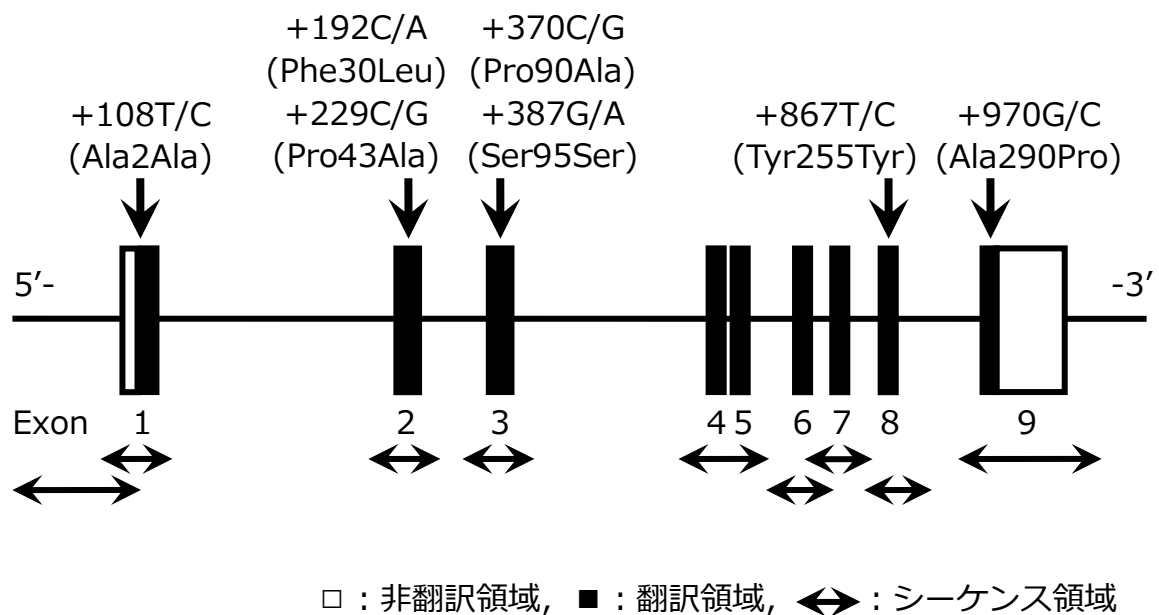 +192C/A +370C/G
(Phe30Leu) (Pro90Ala)
+108T/C +229C/G +387G/A +867T/C +970G/C
(Ala2Ala) (Pro43Ala) (Ser95Ser) (Tyr255Tyr) (Ala290Pro)
5′- -3′
Exon 1 2 3 4 5 6 7 8 9
□ : 非翻訳領域, ■ : 翻訳領域, ↔ : シーケンス領域